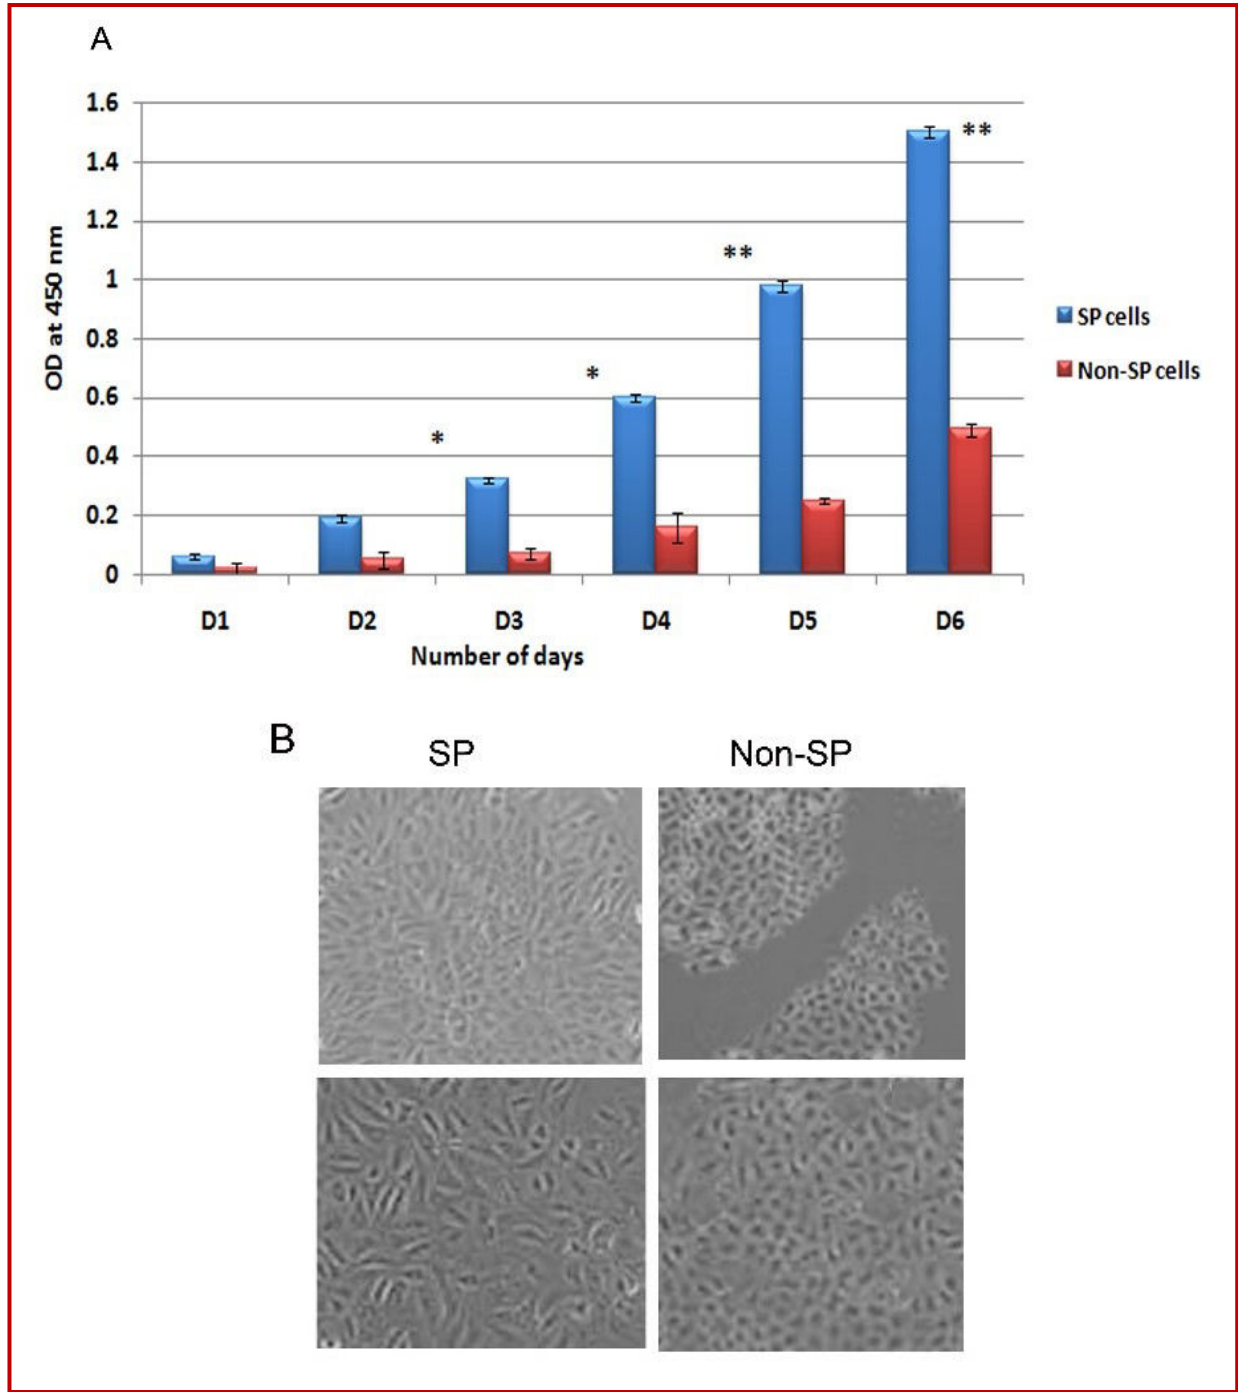 A
1.6
1.4
1.2
1
0.8
0.6
0.4
0.2
0
OD at 450 nm
**
**
*
*
SP cells
Non-SP cells
D1 D2 D3 D4 D5 D6
Number of days
B
SP Non-SP